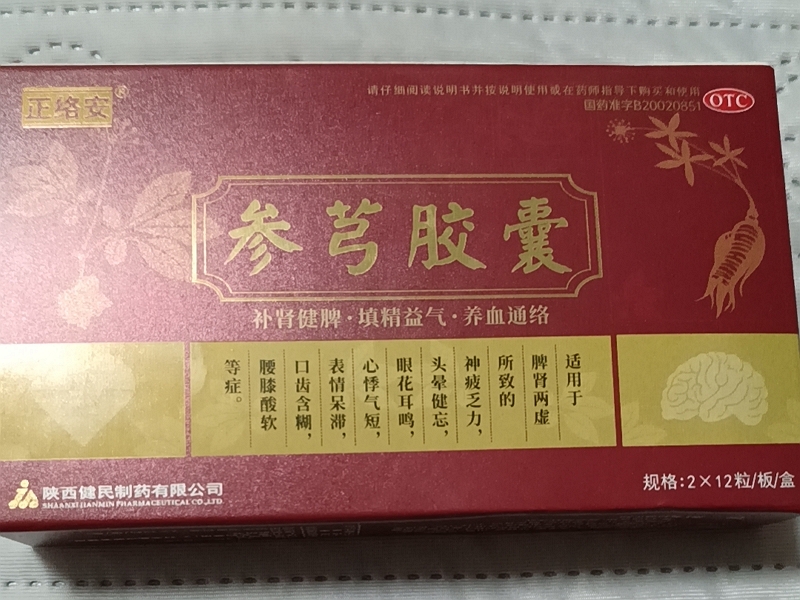 正络安®
请仔细阅读说明书并按说明使用或在药师指导下购买和使用
国药准字B20020851
OTC
参芎胶囊
补肾健脾·填精益气·养血通络
适用于
脾肾两虚
所致的
神疲乏力，
头晕健忘，
眼花耳鸣，
心悸气短，
表情呆滞，
口齿含糊，
腰膝酸软
等症。
陕西健民制药有限公司
SHAANXI JIANMIN PHARMACEUTICAL CO.,LTD.
规格:2×12粒/板/盒